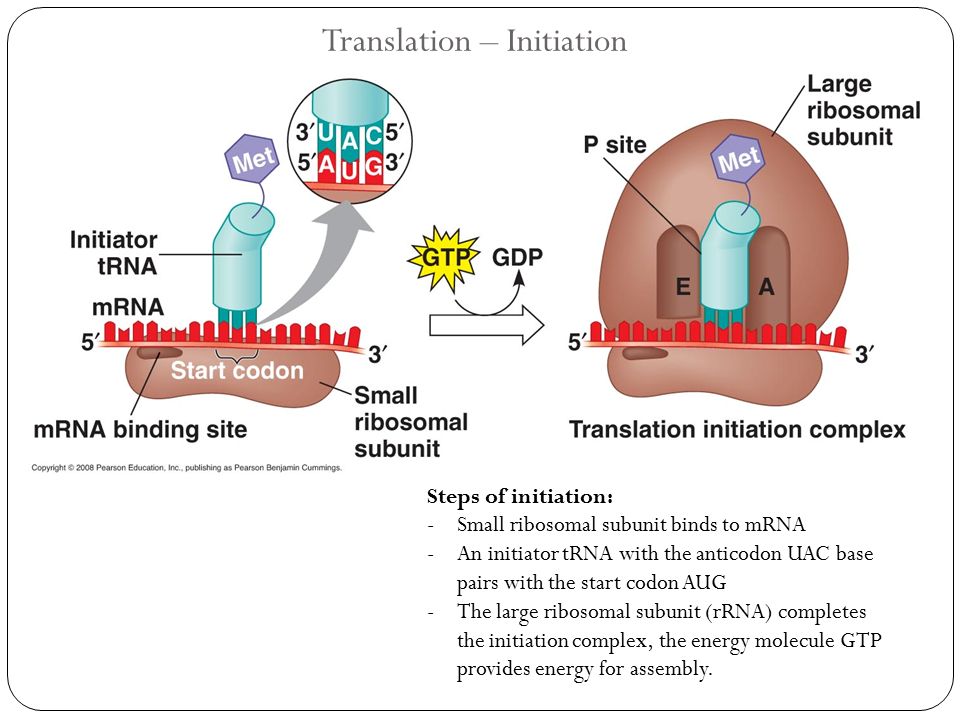 Translation – Initiation
Large
ribosomal
subunit
P site
3′ U A C 5′
5′ A U G 3′
Met
Met
Initiator
tRNA
mRNA
GTP GDP
E A
5′
3′
5′
3′
Start codon
Small
ribosomal
subunit
mRNA binding site
Translation initiation complex
Copyright © 2008 Pearson Education, Inc., publishing as Pearson Benjamin Cummings.
Steps of initiation:
- Small ribosomal subunit binds to mRNA
- An initiator tRNA with the anticodon UAC base
pairs with the start codon AUG
- The large ribosomal subunit (rRNA) completes
the initiation complex, the energy molecule GTP
provides energy for assembly.